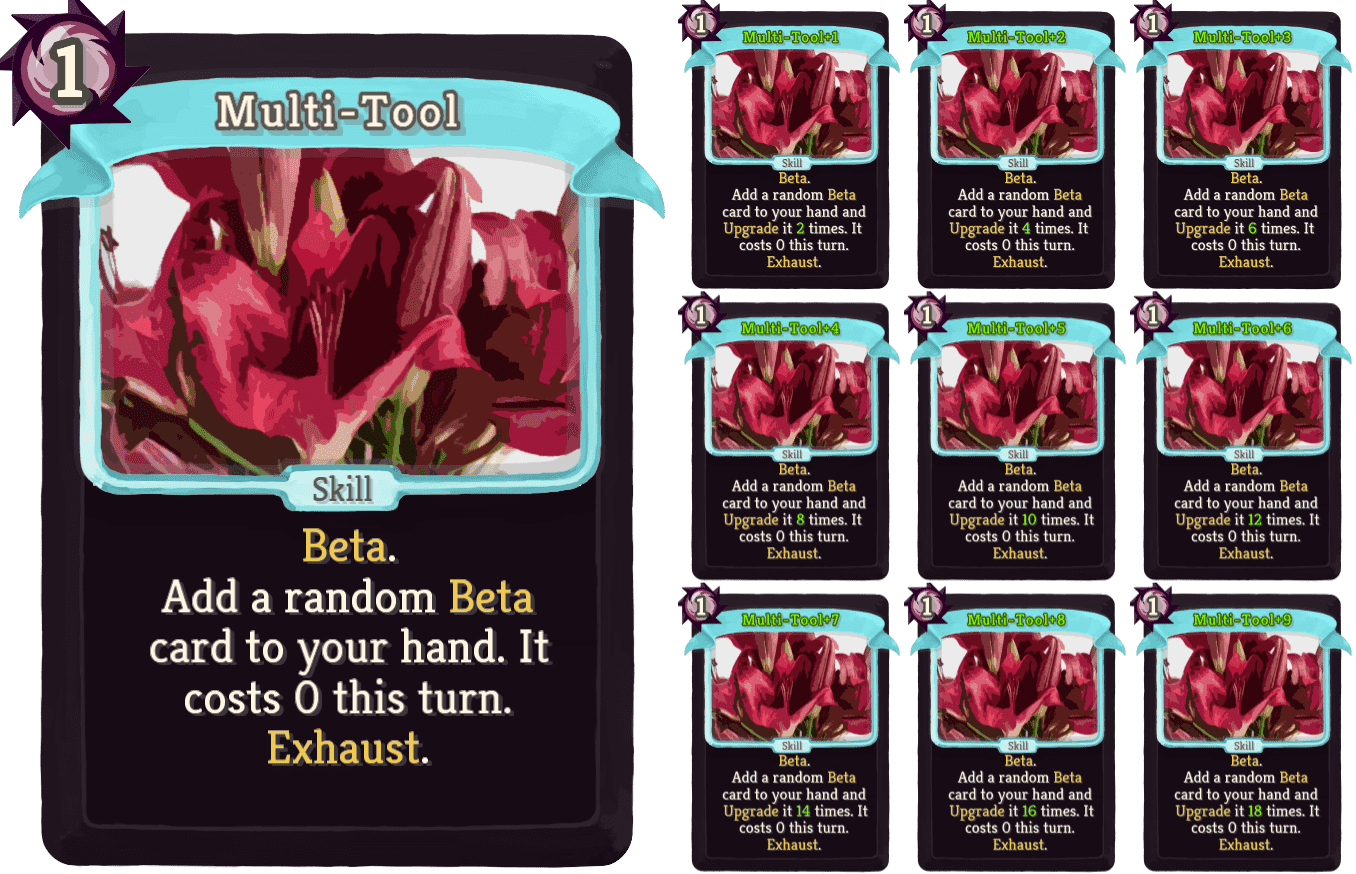 1
Multi-Tool
Skill
Beta.
Add a random Beta
card to your hand. It
costs 0 this turn.
Exhaust.
1
Multi-Tool+1
Skill
Beta.
Add a random Beta
card to your hand and
Upgrade it 2 times. It
costs 0 this turn.
Exhaust.
1
Multi-Tool+2
Skill
Beta.
Add a random Beta
card to your hand and
Upgrade it 4 times. It
costs 0 this turn.
Exhaust.
1
Multi-Tool+3
Skill
Beta.
Add a random Beta
card to your hand and
Upgrade it 6 times. It
costs 0 this turn.
Exhaust.
1
Multi-Tool+4
Skill
Beta.
Add a random Beta
card to your hand and
Upgrade it 8 times. It
costs 0 this turn.
Exhaust.
1
Multi-Tool+5
Skill
Beta.
Add a random Beta
card to your hand and
Upgrade it 10 times. It
costs 0 this turn.
Exhaust.
1
Multi-Tool+6
Skill
Beta.
Add a random Beta
card to your hand and
Upgrade it 12 times. It
costs 0 this turn.
Exhaust.
1
Multi-Tool+7
Skill
Beta.
Add a random Beta
card to your hand and
Upgrade it 14 times. It
costs 0 this turn.
Exhaust.
1
Multi-Tool+8
Skill
Beta.
Add a random Beta
card to your hand and
Upgrade it 16 times. It
costs 0 this turn.
Exhaust.
1
Multi-Tool+9
Skill
Beta.
Add a random Beta
card to your hand and
Upgrade it 18 times. It
costs 0 this turn.
Exhaust.